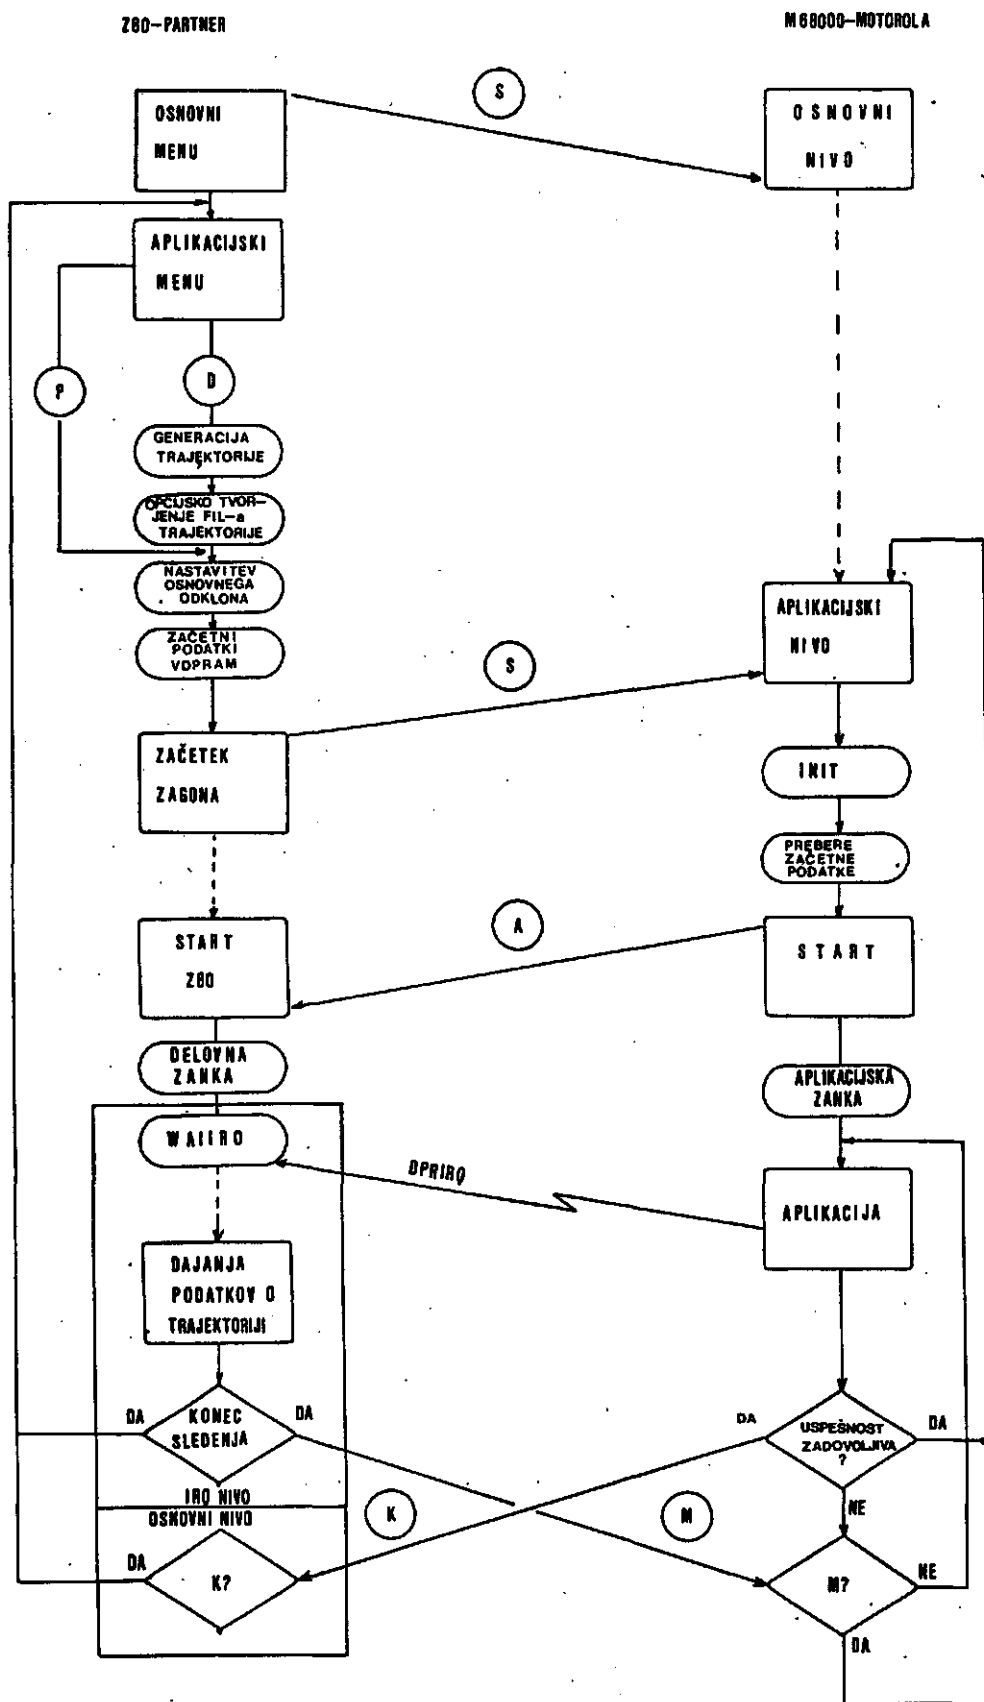 Z80-PARTNER
M68000-MOTOROLA
S
OSNOVNI
MENU
OSNOVNI
NIVO
APLIKACIJSKI
MENU
P
D
GENERACIJA
TRAJEKTORIJE
OPCIJSKO TVOR-
JENJE FIL-a
TRAJEKTORIJE
NASTAVITEV
OSNOVNEGA
ODKLONA
APLIKACIJSKI
NIVO
ZAČETNI
PODATKI
VDPRAM
S
ZAČETEK
ZAGONA
INIT
PREBERE
ZAČETNE
PODATKE
A
START
Z80
START
DELOVNA
ZANKA
APLIKACIJSKA
ZANKA
WAIIRQ
DPRIRQ
APLIKACIJA
DAJANJA
PODATKOV O
TRAJEKTORIJI
DA
KONEC
SLEDENJA
DA
DA
USPEŠNOST
ZADOVOLJIVA
?
DA
IRQ NIVO
OSNOVNI NIVO
K
M
NE
DA
K?
M?
NE
DA